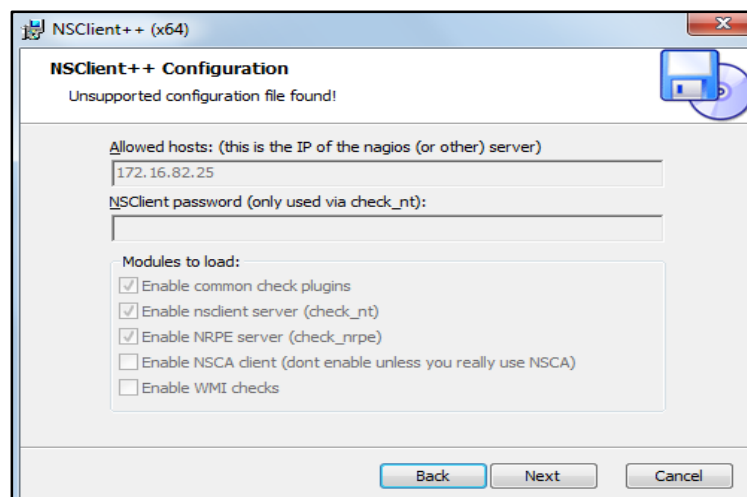 NSClient++ (x64)
NSClient++ Configuration
Unsupported configuration file found!
Allowed hosts: (this is the IP of the nagios (or other) server)
172.16.82.25
NSClient password (only used via check_nt):
Modules to load:
Enable common check plugins
Enable nsclient server (check_nt)
Enable NRPE server (check_nrpe)
Enable NSCA client (dont enable unless you really use NSCA)
Enable WMI checks
Back Next Cancel